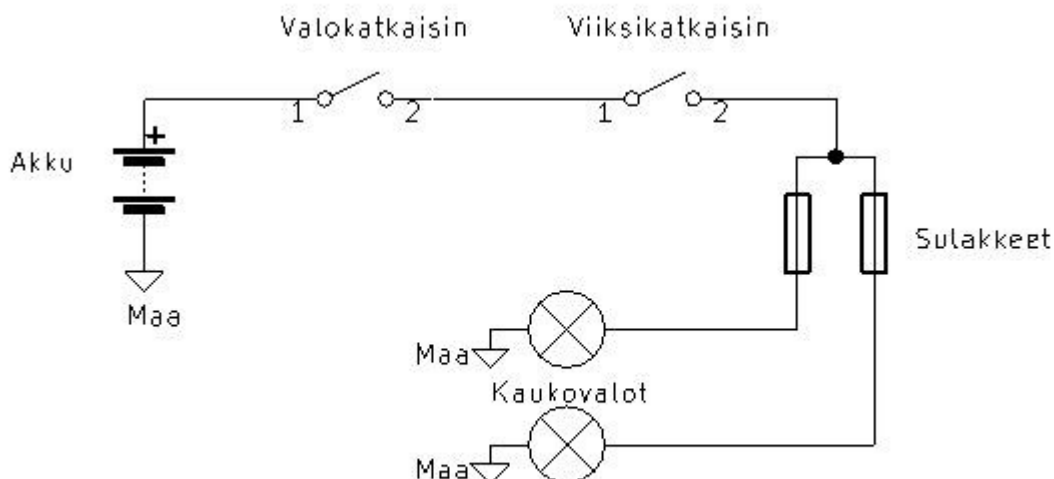 Valokatkaisin Viiksikatkaisin
1 2 1 2
+
Akku
Sulakkeet
Maa
Maa
Kaukovalot
Maa